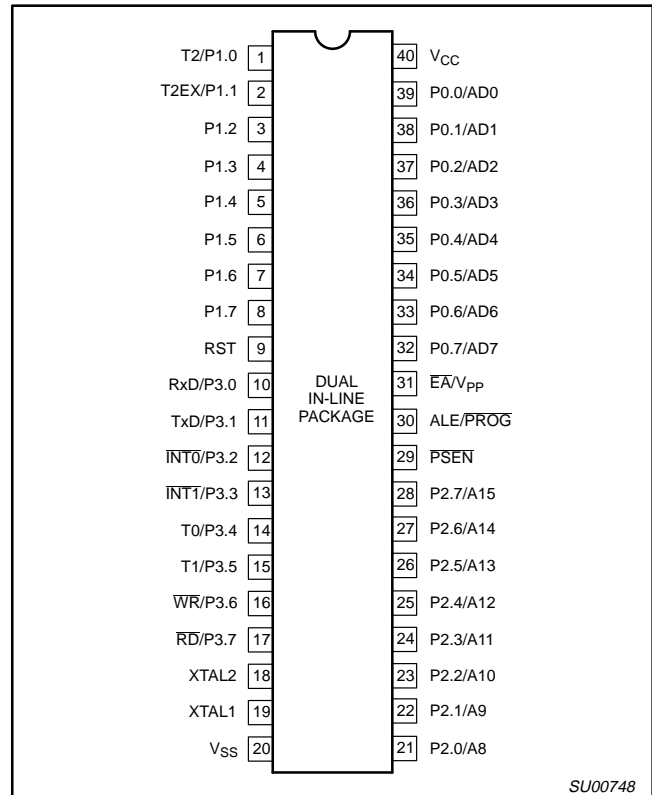 T2/P1.0 1 40 VCC
T2EX/P1.1 2 39 P0.0/AD0
P1.2 3 38 P0.1/AD1
P1.3 4 37 P0.2/AD2
P1.4 5 36 P0.3/AD3
P1.5 6 35 P0.4/AD4
P1.6 7 34 P0.5/AD5
P1.7 8 33 P0.6/AD6
RST 9 32 P0.7/AD7
RxD/P3.0 10 31 E̅A̅/VPP
TxD/P3.1 11 30 ALE/P̅R̅O̅G̅
I̅N̅T̅0̅/P3.2 12 29 P̅S̅E̅N̅
I̅N̅T̅1̅/P3.3 13 28 P2.7/A15
T0/P3.4 14 27 P2.6/A14
T1/P3.5 15 26 P2.5/A13
W̅R̅/P3.6 16 25 P2.4/A12
R̅D̅/P3.7 17 24 P2.3/A11
XTAL2 18 23 P2.2/A10
XTAL1 19 22 P2.1/A9
VSS 20 21 P2.0/A8
DUAL
IN-LINE
PACKAGE
SU00748